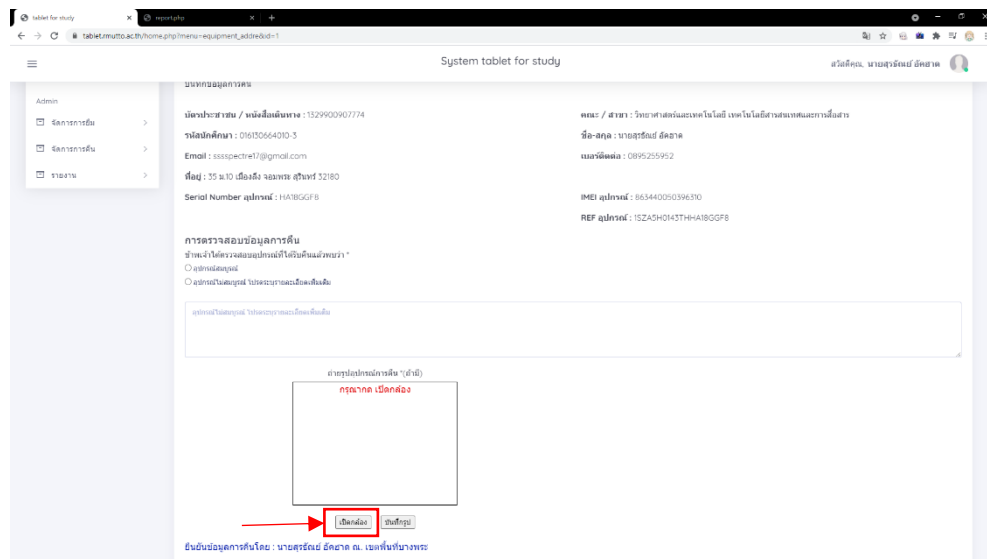 tablet for study
report.php
tablet.rmutto.ac.th/home.php?menu=equipment_addre&id=1
System tablet for study
สวัสดีคุณ, นายสุรธัณย์ อัคฮาด
บันทึกข้อมูลการคืน
Admin
จัดการการยืม
จัดการการคืน
รายงาน
บัตรประชาชน / หนังสือเดินทาง : 1329900907774
คณะ / สาขา : วิทยาศาสตร์และเทคโนโลยี เทคโนโลยีสารสนเทศและการสื่อสาร
รหัสนักศึกษา : 016130664010-3
ชื่อ-สกุล : นายสุรธัณย์ อัคฮาด
Email : sssspectre17@gmail.com
เบอร์ติดต่อ : 0895255952
ที่อยู่ : 35 ม.10 เมืองลีง จอมพระ สุรินทร์ 32180
Serial Number อุปกรณ์ : HA18GGF8
IMEI อุปกรณ์ : 863440050396310
REF อุปกรณ์ : 1SZA5H0143THHA18GGF8
การตรวจสอบข้อมูลการคืน
ข้าพเจ้าได้ตรวจสอบอุปกรณ์ที่ได้รับคืนแล้วพบว่า *
อุปกรณ์สมบูรณ์
อุปกรณ์ไม่สมบูรณ์ โปรดระบุรายละเอียดเพิ่มเติม
อุปกรณ์ไม่สมบูรณ์ โปรดระบุรายละเอียดเพิ่มเติม
ถ่ายรูปอุปกรณ์การคืน *(ถ้ามี)
กรุณากด เปิดกล่อง
เปิดกล่อง
บันทึกรูป
ยืนยันข้อมูลการคืนโดย : นายสุรธัณย์ อัคฮาด ณ. เขตพื้นที่บางพระ